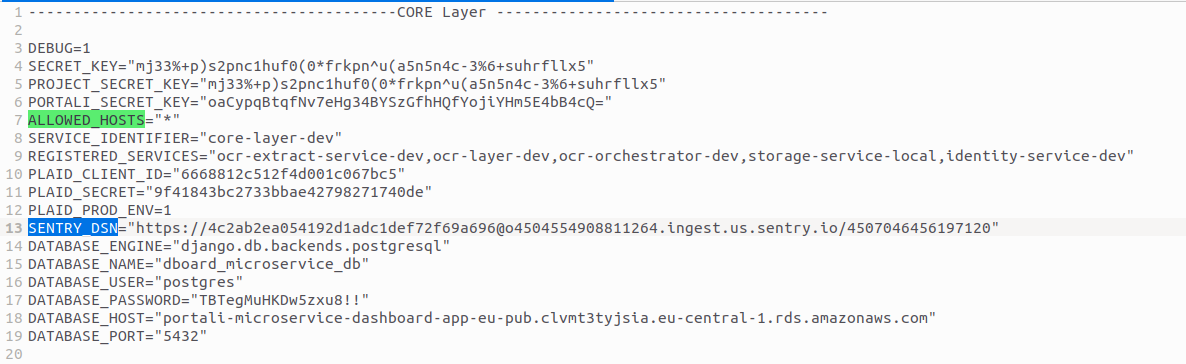 1 -----------------------------------------CORE Layer -------------------------------------
2
3 DEBUG=1
4 SECRET_KEY="mj33%+p)s2pnc1huf0(0*frkpn^u(a5n5n4c-3%6+suhrfllx5"
5 PROJECT_SECRET_KEY="mj33%+p)s2pnc1huf0(0*frkpn^u(a5n5n4c-3%6+suhrfllx5"
6 PORTALI_SECRET_KEY="oaCypqBtqfNv7eHg34BYSzGfhHQfYojiYHm5E4bB4cQ="
7 ALLOWED_HOSTS="*"
8 SERVICE_IDENTIFIER="core-layer-dev"
9 REGISTERED_SERVICES="ocr-extract-service-dev,ocr-layer-dev,ocr-orchestrator-dev,storage-service-local,identity-service-dev"
10 PLAID_CLIENT_ID="6668812c512f4d001c067bc5"
11 PLAID_SECRET="9f41843bc2733bbae42798271740de"
12 PLAID_PROD_ENV=1
13 SENTRY_DSN="https://4c2ab2ea054192d1adc1def72f69a696@o4504554908811264.ingest.us.sentry.io/4507046456197120"
14 DATABASE_ENGINE="django.db.backends.postgresql"
15 DATABASE_NAME="dboard_microservice_db"
16 DATABASE_USER="postgres"
17 DATABASE_PASSWORD="TBTegMuHKDw5zxu8!!"
18 DATABASE_HOST="portali-microservice-dashboard-app-eu-pub.clvmt3tyjsia.eu-central-1.rds.amazonaws.com"
19 DATABASE_PORT="5432"
20